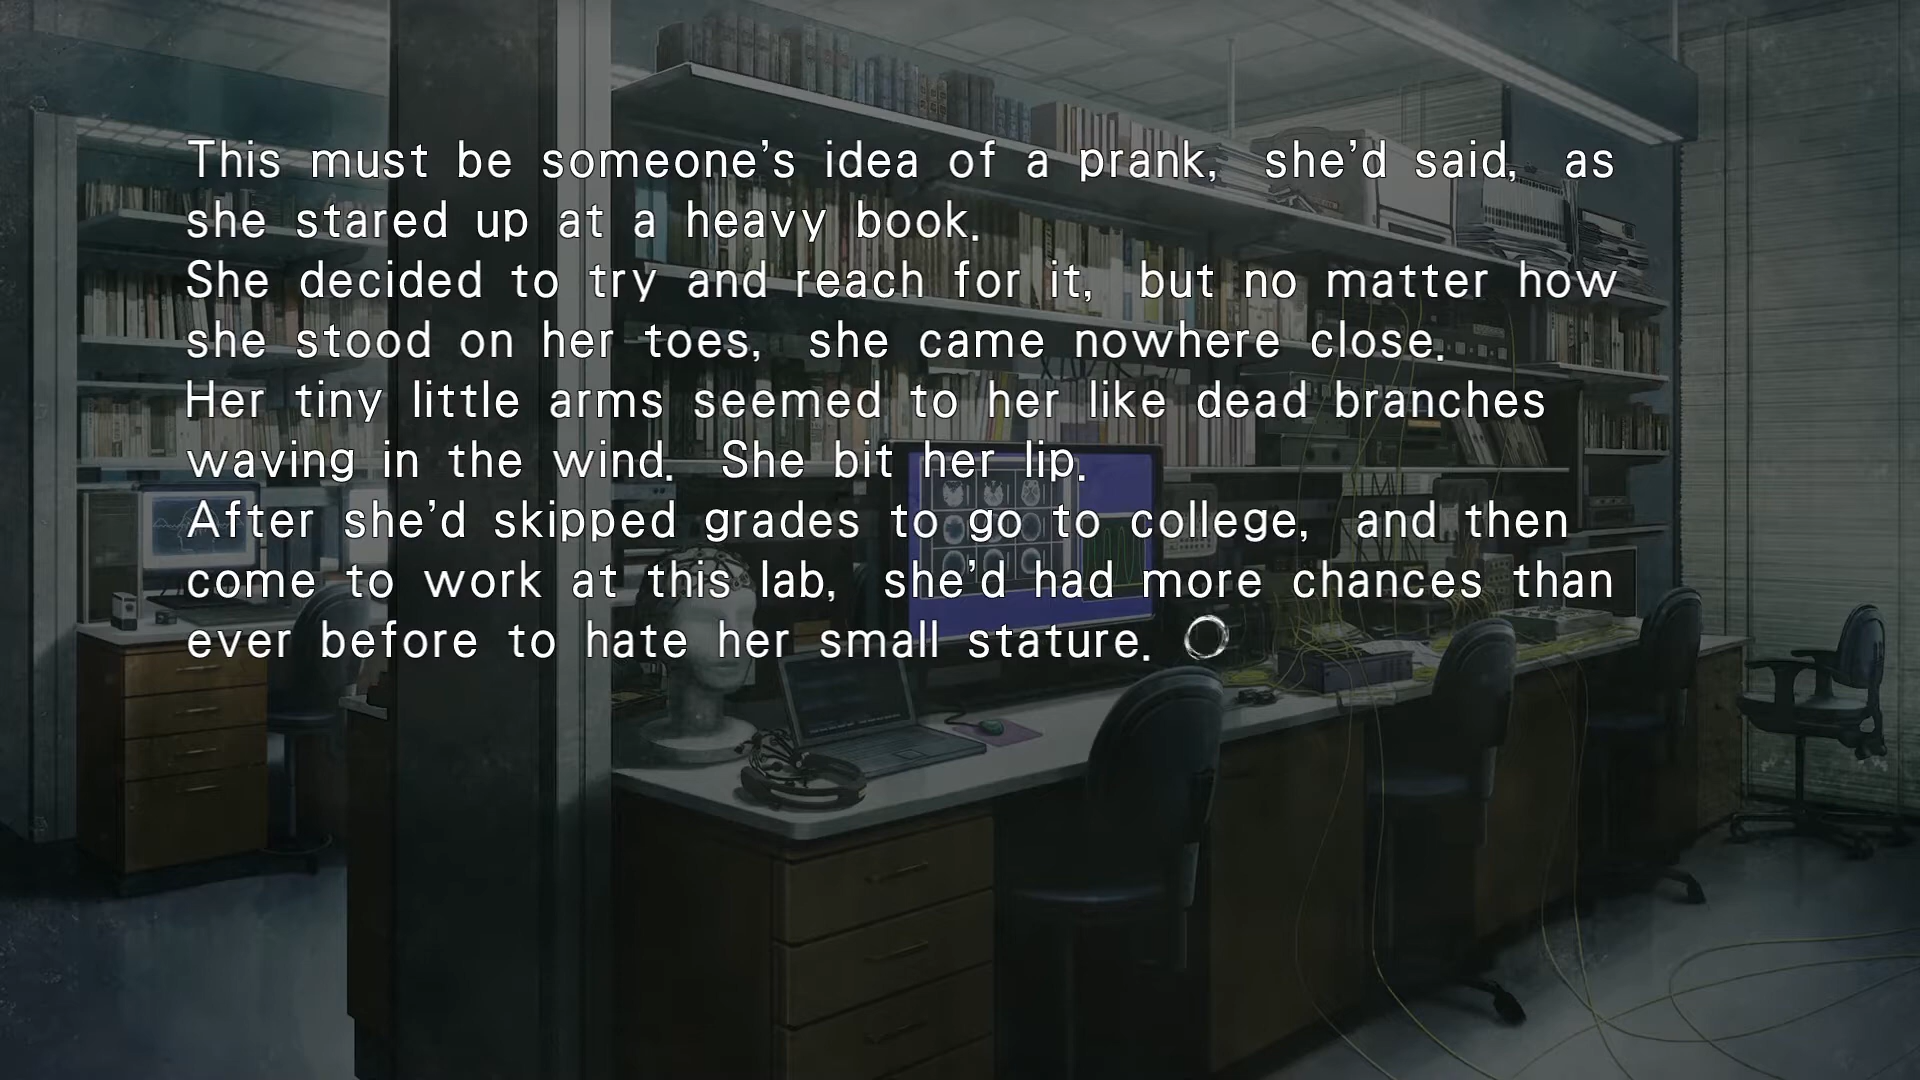 This must be someone's idea of a prank, she'd said, as
she stared up at a heavy book.
She decided to try and reach for it, but no matter how
she stood on her toes, she came nowhere close.
Her tiny little arms seemed to her like dead branches
waving in the wind. She bit her lip.
After she'd skipped grades to go to college, and then
come to work at this lab, she'd had more chances than
ever before to hate her small stature.